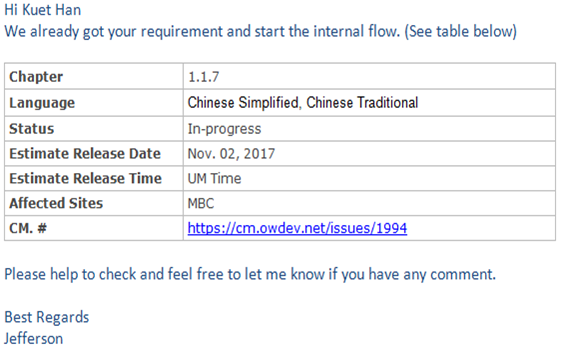 Hi Kuet Han
We already got your requirement and start the internal flow. (See table below)
Chapter 1.1.7
Language Chinese Simplified, Chinese Traditional
Status In-progress
Estimate Release Date Nov. 02, 2017
Estimate Release Time UM Time
Affected Sites MBC
CM. # https://cm.owdev.net/issues/1994
Please help to check and feel free to let me know if you have any comment.
Best Regards
Jefferson